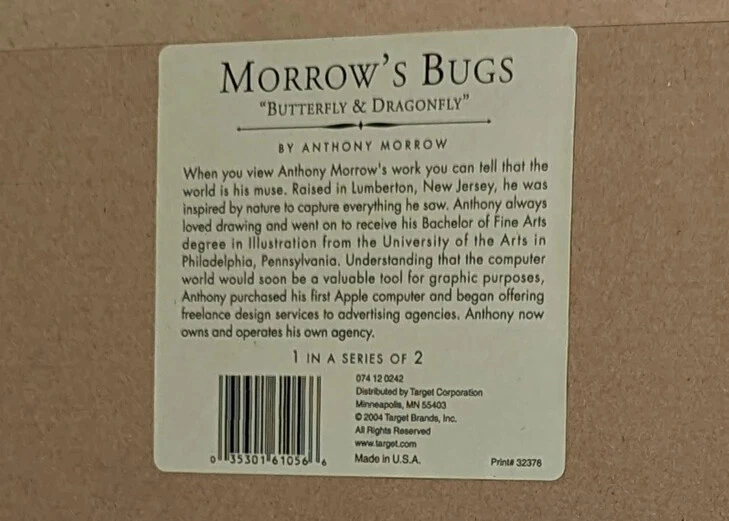 MORROW'S BUGS
"BUTTERFLY & DRAGONFLY"
BY ANTHONY MORROW
When you view Anthony Morrow's work you can tell that the
world is his muse. Raised in Lumberton, New Jersey, he was
inspired by nature to capture everything he saw. Anthony always
loved drawing and went on to receive his Bachelor of Fine Arts
degree in Illustration from the University of the Arts in
Philadelphia, Pennsylvania. Understanding that the computer
world would soon be a valuable tool for graphic purposes,
Anthony purchased his first Apple computer and began offering
freelance design services to advertising agencies. Anthony now
owns and operates his own agency.
1 IN A SERIES OF 2
074 12 0242
Distributed by Target Corporation
Minneapolis, MN 55403
© 2004 Target Brands, Inc.
All Rights Reserved
www.target.com
Made in U.S.A.
0 35301 61056 6
Print# 32376